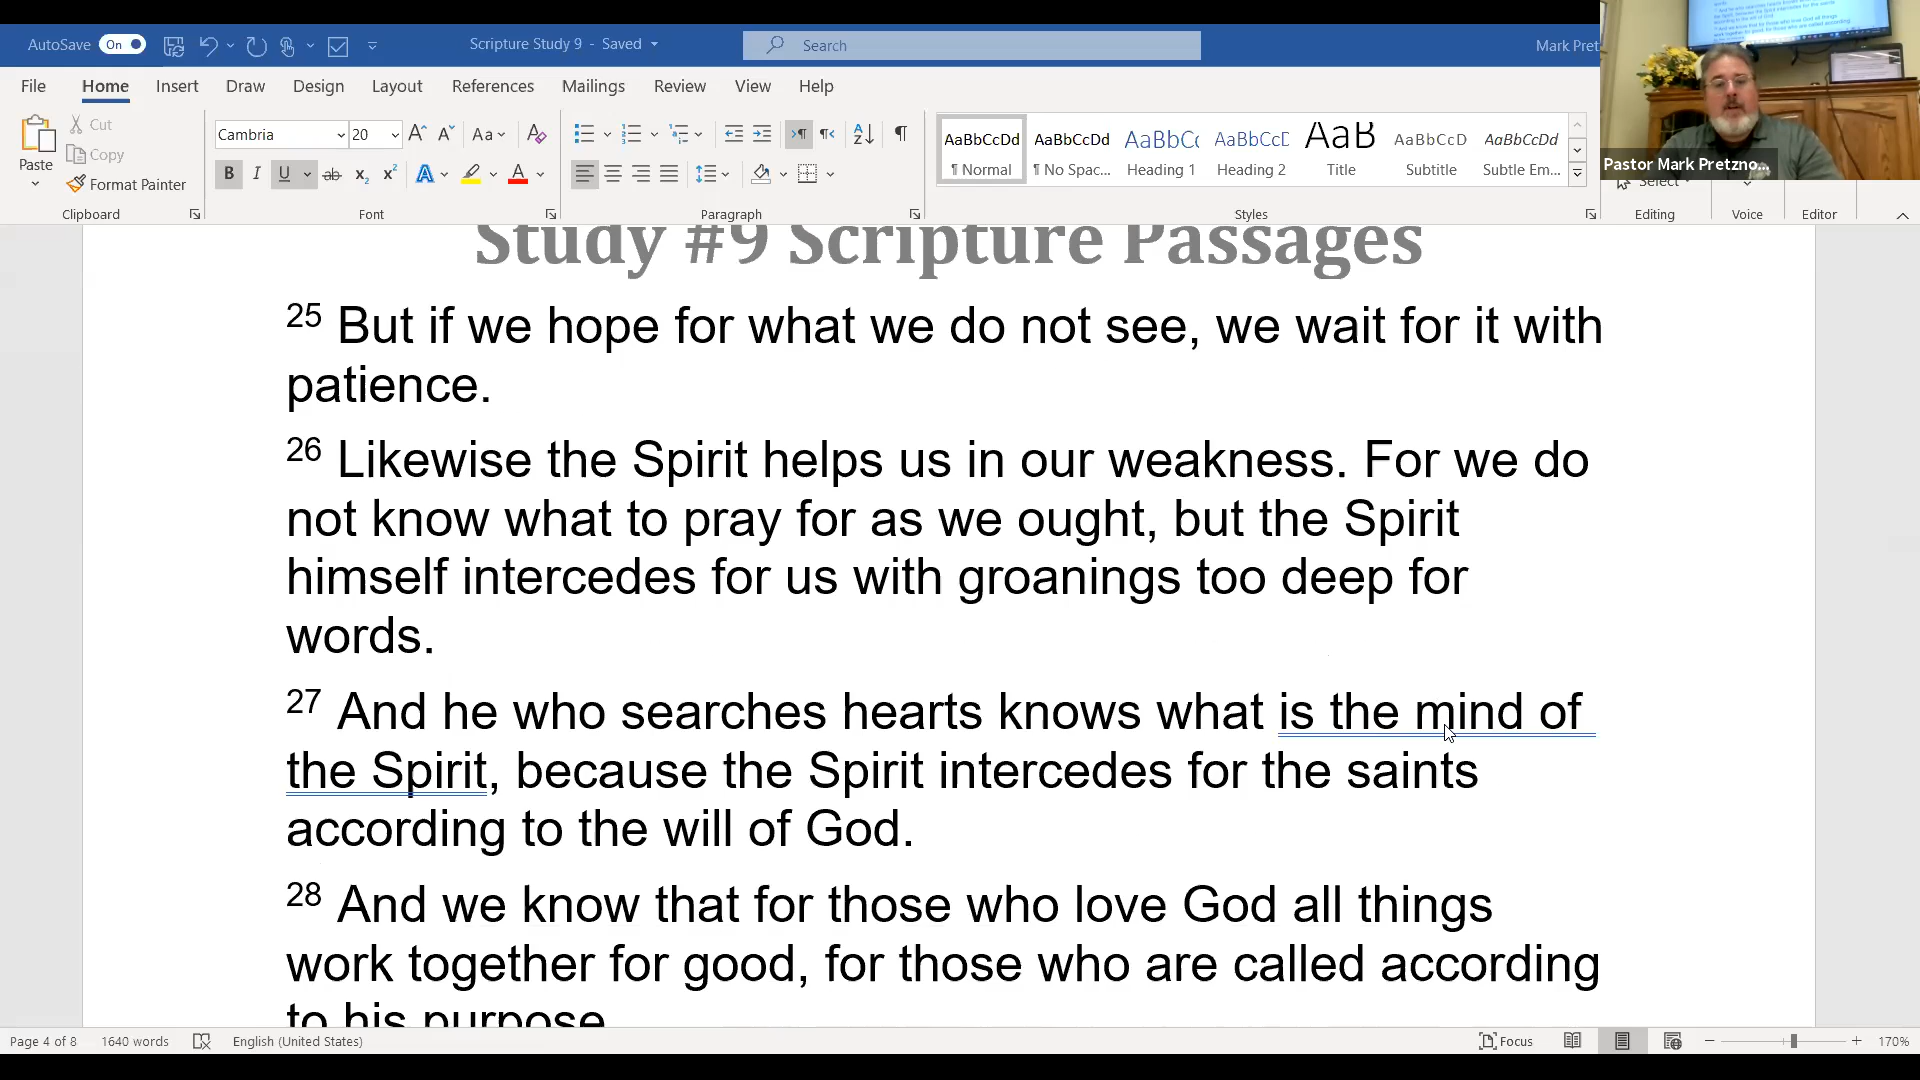 AutoSave On
Scripture Study 9 - Saved
Search
Mark Pret
File Home Insert Draw Design Layout References Mailings Review View Help
Paste
Cut
Copy
Format Painter
Clipboard
Cambria 20
Aa
B I U ab x₂ x² A A
Font
Paragraph
AaBbCcDd AaBbCcDd AaBbCc AaBbCcD AaB AaBbCcD AaBbCcDd
¶ Normal ¶ No Spac... Heading 1 Heading 2 Title Subtitle Subtle Em...
Styles
Select
Editing
Voice
Editor
Pastor Mark Pretzno...
Study #9 Scripture Passages
25 But if we hope for what we do not see, we wait for it with
patience.
26 Likewise the Spirit helps us in our weakness. For we do
not know what to pray for as we ought, but the Spirit
himself intercedes for us with groanings too deep for
words.
27 And he who searches hearts knows what is the mind of
the Spirit, because the Spirit intercedes for the saints
according to the will of God.
28 And we know that for those who love God all things
work together for good, for those who are called according
to his purpose
Page 4 of 8 1640 words English (United States) Focus 170%